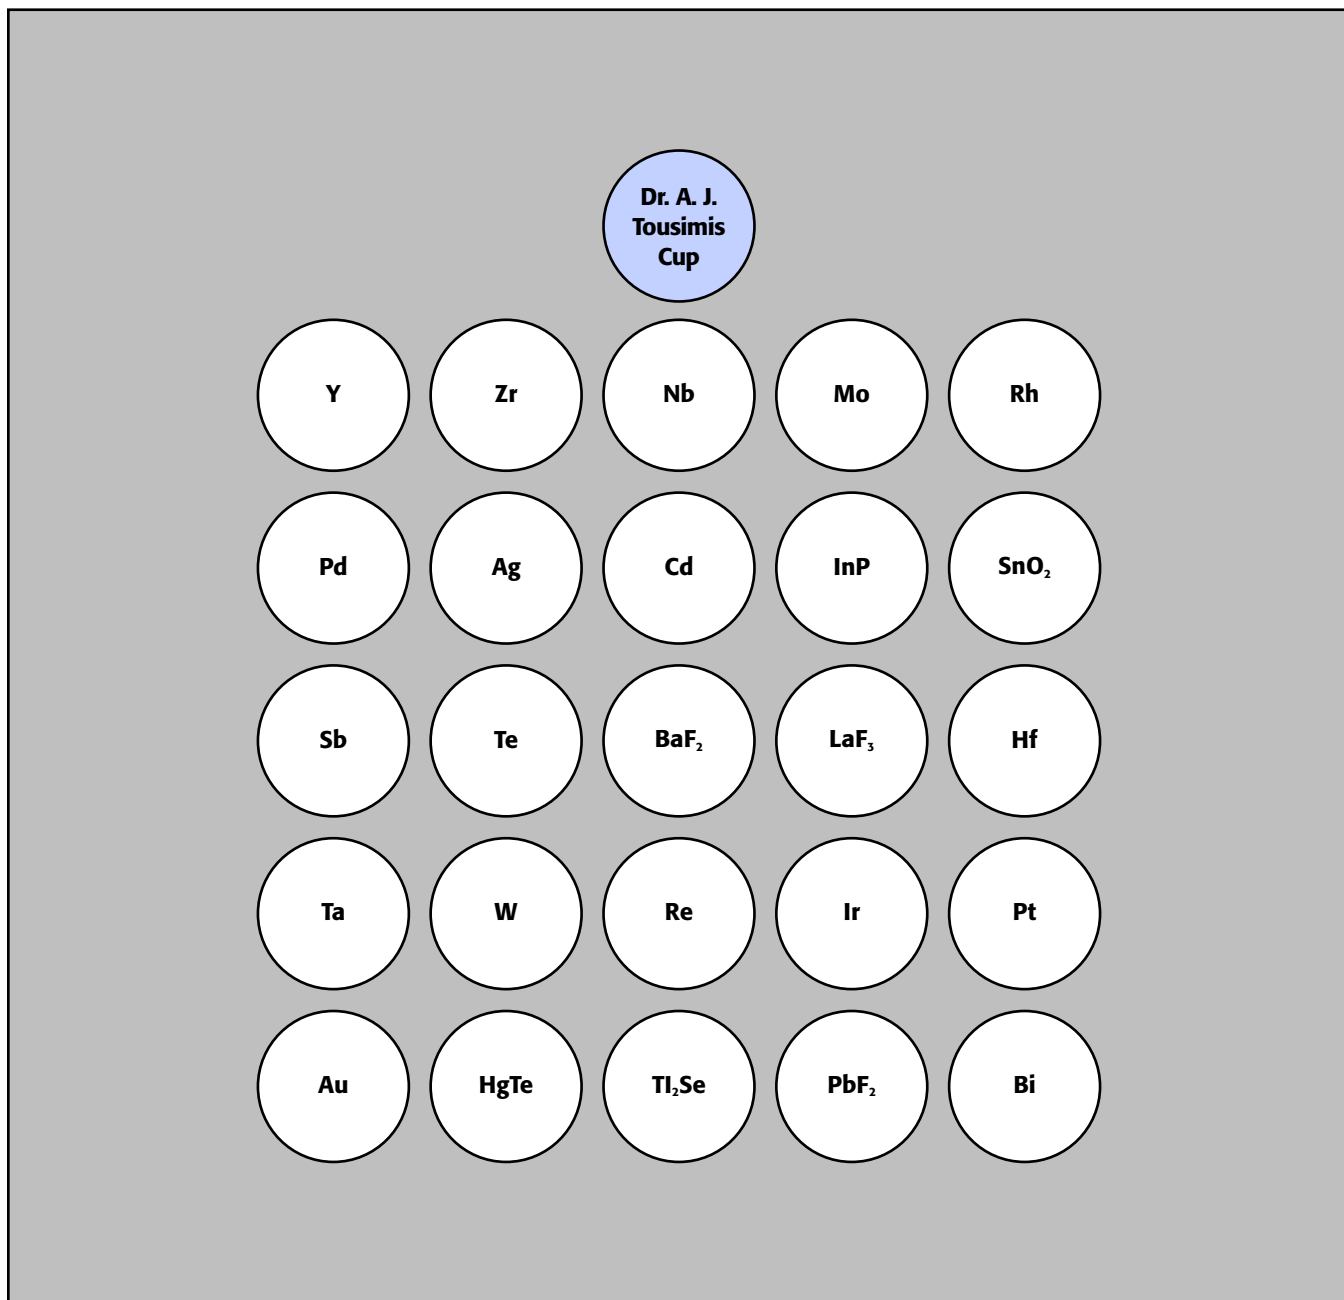 Dr. A. J.
Tousimis
Cup
Y Zr Nb Mo Rh
Pd Ag Cd InP SnO₂
Sb Te BaF₂ LaF₃ Hf
Ta W Re Ir Pt
Au HgTe Tl₂Se PbF₂ Bi